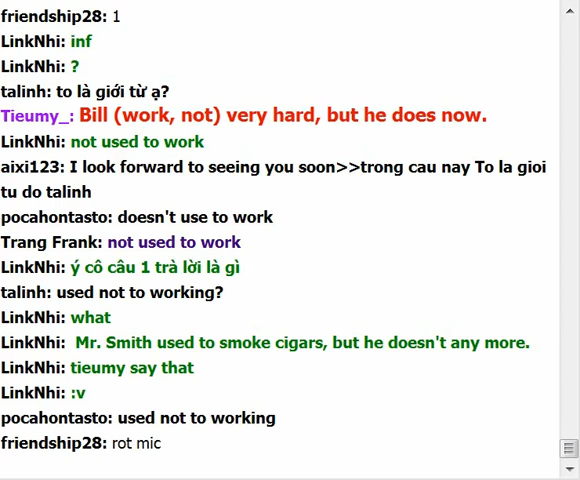 friendship28: 1
LinkNhi: inf
LinkNhi: ?
talinh: to là giới từ ạ?
Tieumy_: Bill (work, not) very hard, but he does now.
LinkNhi: not used to work
aixi123: I look forward to seeing you soon>>trong cau nay To la gioi
tu do talinh
pocahontasto: doesn't use to work
Trang Frank: not used to work
LinkNhi: ý cô câu 1 trà lời là gì
talinh: used not to working?
LinkNhi: what
LinkNhi: Mr. Smith used to smoke cigars, but he doesn't any more.
LinkNhi: tieumy say that
LinkNhi: :v
pocahontasto: used not to working
friendship28: rot mic